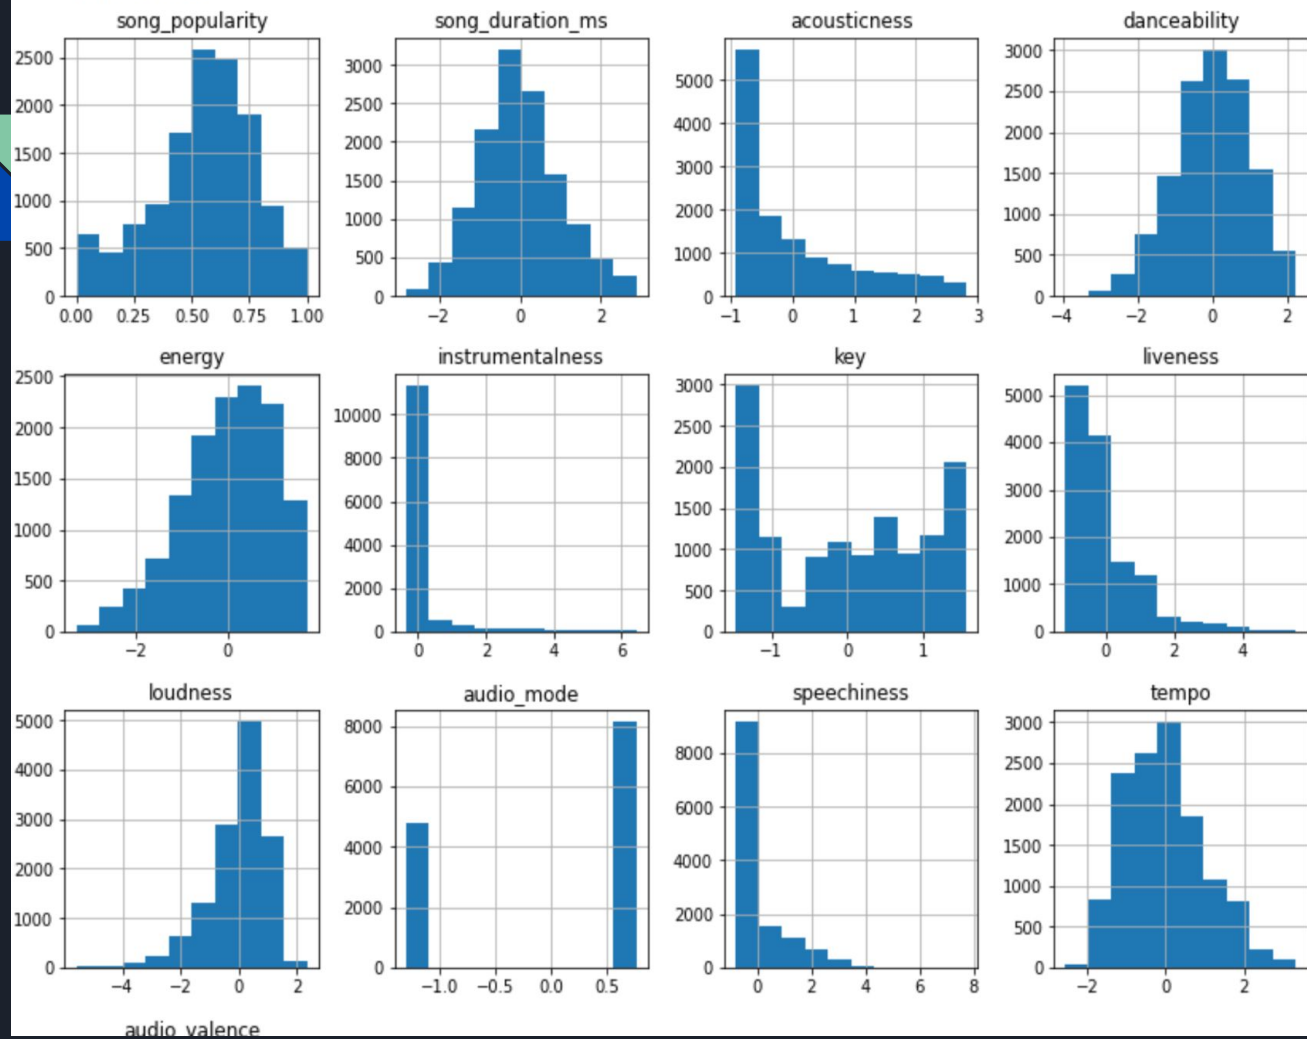 song_popularity song_duration_ms acousticness danceability
2500 3000 5000 3000
2000 2500 4000 2500
1500 2000 3000 2000
1000 1500 2000 1500
500 1000 1000 1000
0 500 0 500
0 0
0.00 0.25 0.50 0.75 1.00 −2 0 2 −1 0 1 2 3 −4 −2 0 2
energy instrumentalness key liveness
2500 10000 3000 5000
2000 8000 2500 4000
1500 6000 2000 3000
1000 4000 1500 2000
500 2000 1000 1000
0 0 500 0
0
−2 0 0 2 4 6 −1 0 1 0 2 4
loudness audio_mode speechiness tempo
5000 8000 8000 3000
4000 6000 6000 2500
3000 4000 4000 2000
2000 2000 2000 1500
1000 0 0 1000
0 500
0
−4 −2 0 2 −1.0 −0.5 0.0 0.5 0 2 4 6 8 −2 0 2
audio_valence